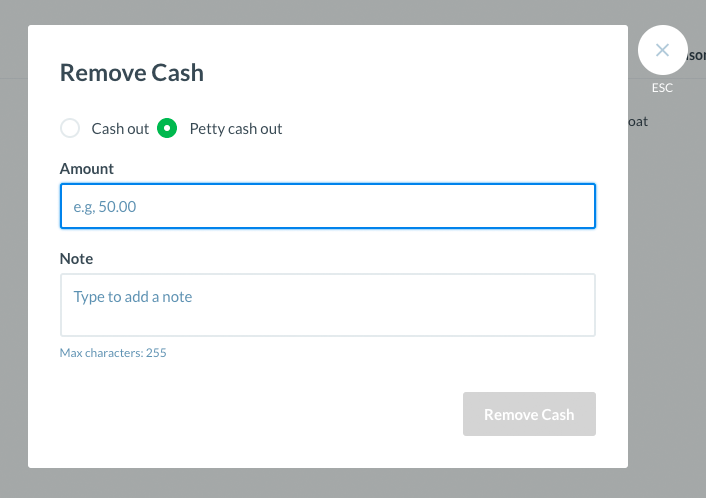 Remove Cash
ESC
Cash out Petty cash out
oat
Amount
e.g, 50.00
Note
Type to add a note
Max characters: 255
Remove Cash